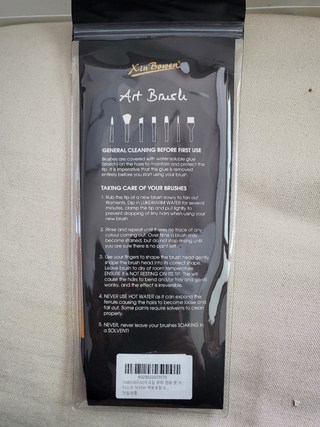 Xin Bowen
Art Brush
GENERAL CLEANING BEFORE FIRST USE
Brushes are covered with water-soluble glue
(starch) on the hairs to maintain and protect the
tip. It is imperative that the glue is removed
entirely before you start using your brush.
TAKING CARE OF YOUR BRUSHES
1. Rub the tip of a new brush down to fan out
filaments. Dip in LUKEWARM WATER for several
minutes, clamp the tip and pull lightly to
prevent dropping of tiny hairs when using your
new brush.
2. Rinse and repeat until there is no trace of any
colour coming out. Over time a brush may
become stained, but do not stop rinsing until
you are sure there is no paint left.
3. Use your fingers to shape the brush head gently
shape the brush head into its correct shape.
Leave brush to dry at room temperature.
ENSURE IT IS NOT RESTING ON ITS TIP. This will
cause the hairs to bend and/or fray and go
wonky, and the effect is irreversible.
4. NEVER USE HOT WATER as it can expand the
ferrule causing the hairs to become loose and
fall out. Some paints require solvents to clean
properly.
5. NEVER, never leave your brushes SOAKING in
a SOLVENT!